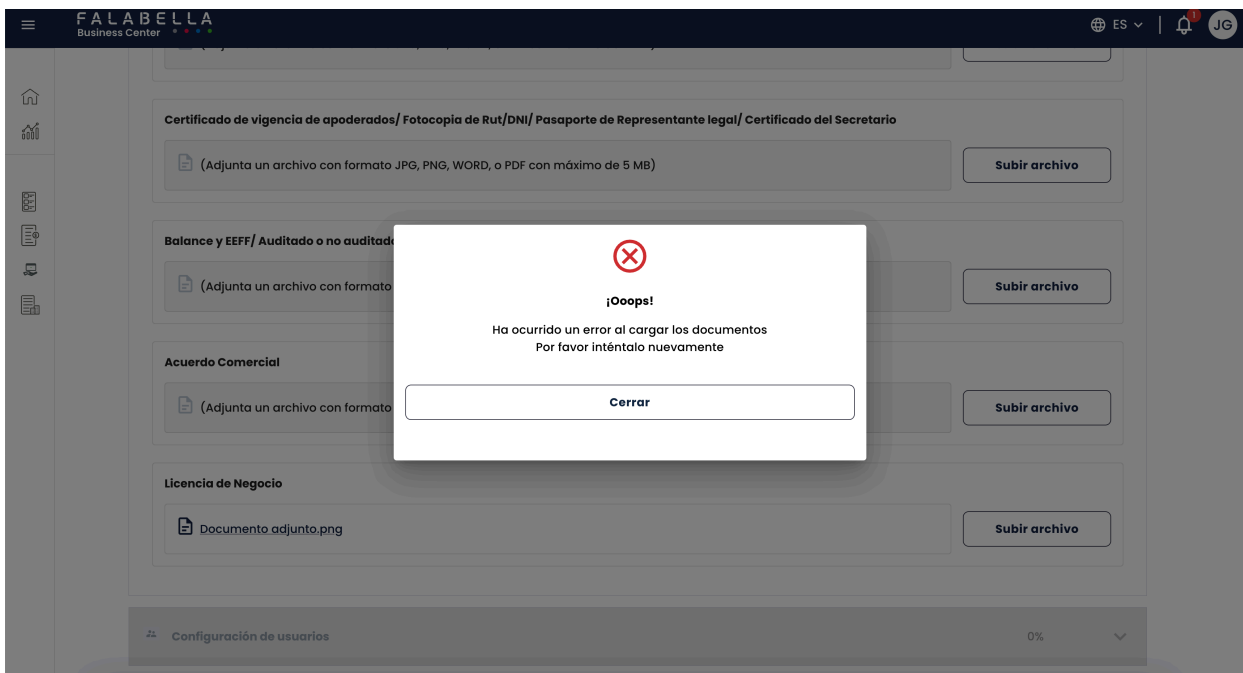 FALABELLA
Business Center
ES
1
JG
Certificado de vigencia de apoderados/ Fotocopia de Rut/DNI/ Pasaporte de Representante legal/ Certificado del Secretario
(Adjunta un archivo con formato JPG, PNG, WORD, o PDF con máximo de 5 MB)
Subir archivo
Balance y EEFF/ Auditado o no
(Adjunta un archivo con formato
Subir archivo
¡Ooops!
Ha ocurrido un error al cargar los documentos
Por favor inténtalo nuevamente
Cerrar
Acuerdo Comercial
(Adjunta un archivo con formato
Subir archivo
Licencia de Negocio
Documento adjunto.png
Subir archivo
Configuración de usuarios
0%